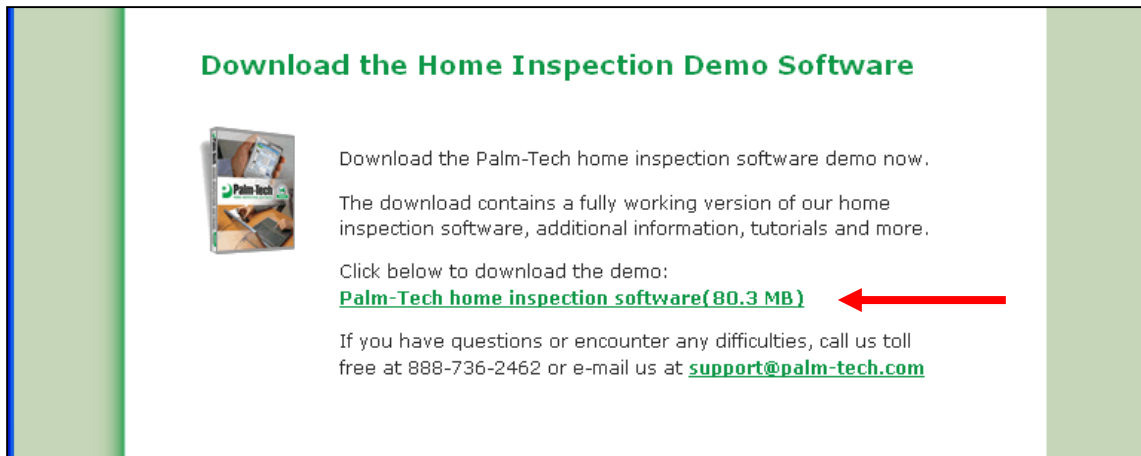 Download the Home Inspection Demo Software
Palm-Tech
Download the Palm-Tech home inspection software demo now.
The download contains a fully working version of our home
inspection software, additional information, tutorials and more.
Click below to download the demo:
Palm-Tech home inspection software(80.3 MB)
If you have questions or encounter any difficulties, call us toll
free at 888-736-2462 or e-mail us at support@palm-tech.com